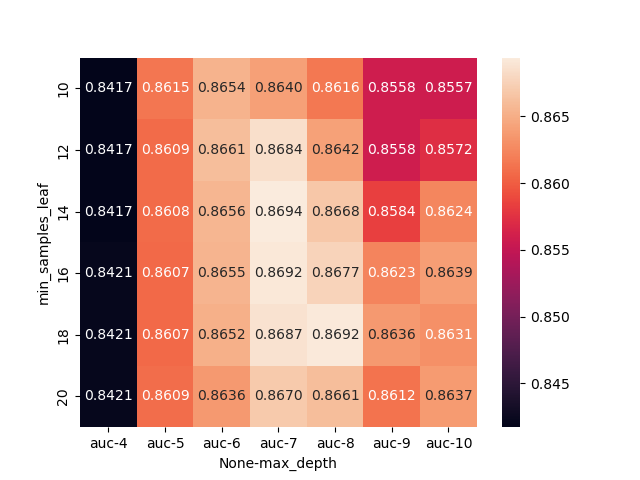 min_samples_leaf
10 0.8417 0.8615 0.8654 0.8640 0.8616 0.8558 0.8557
12 0.8417 0.8609 0.8661 0.8684 0.8642 0.8558 0.8572
14 0.8417 0.8608 0.8656 0.8694 0.8668 0.8584 0.8624
16 0.8421 0.8607 0.8655 0.8692 0.8677 0.8623 0.8639
18 0.8421 0.8607 0.8652 0.8687 0.8692 0.8636 0.8631
20 0.8421 0.8609 0.8636 0.8670 0.8661 0.8612 0.8637
auc-4 auc-5 auc-6 auc-7 auc-8 auc-9 auc-10
None-max_depth
0.865
0.860
0.855
0.850
0.845